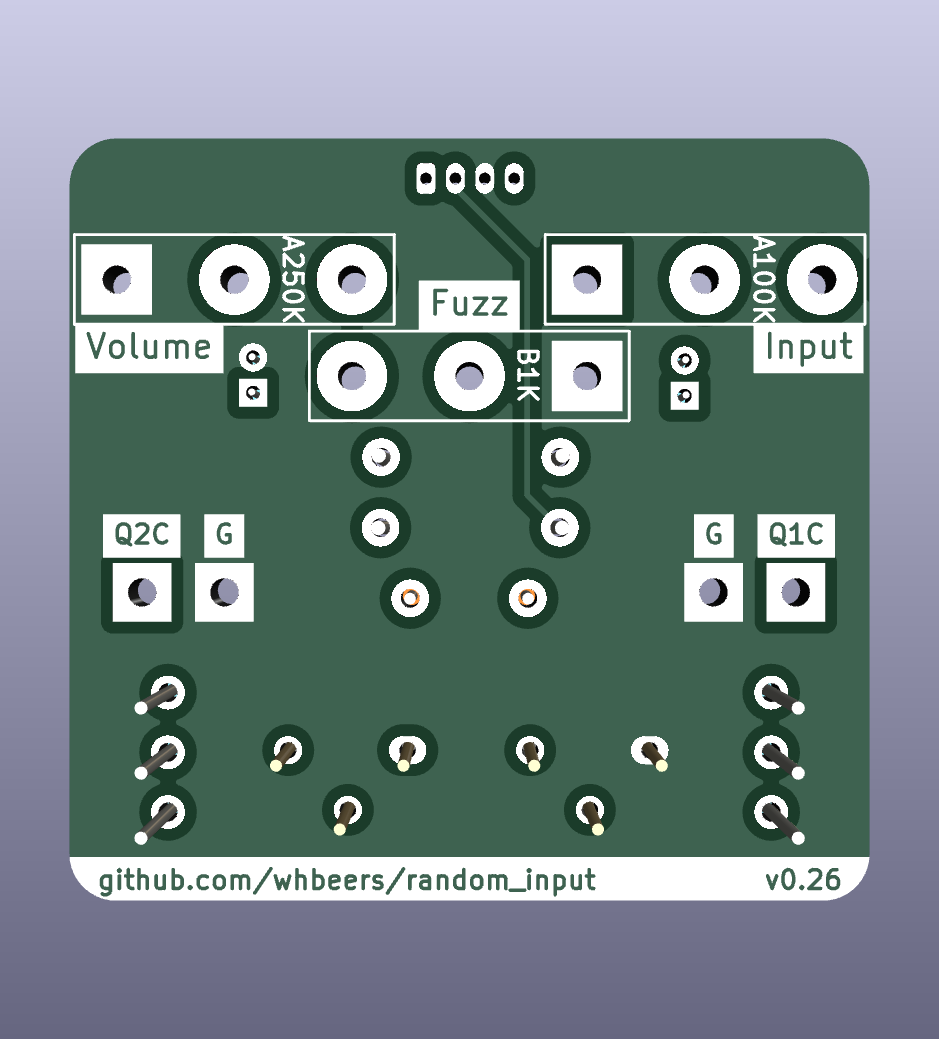 A250K
A100K
Fuzz
Volume
Input
B1K
Q2C
G
G
Q1C
github.com/whbeers/random_input
v0.26